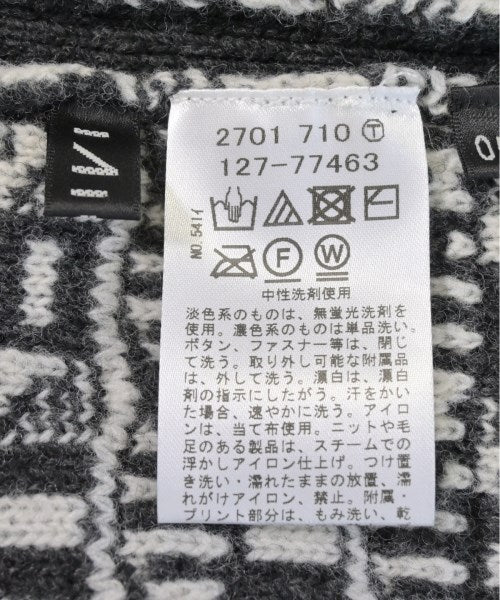 2701 710 Ⓣ
127-77463
NO.541イ
F W
中性洗剤使用
淡色系のものは、無蛍光洗剤を
使用。濃色系のものは単品洗い。
ボタン、ファスナー等は、閉じ
て洗う。取り外し可能な附属品
は、外して洗う。漂白は、漂白
剤の指示にしたがう。汗をかい
た場合、速やかに洗う。アイロ
ンは、当て布使用。ニットや毛
足のある製品は、スチームでの
浮かしアイロン仕上げ。つけ置
き洗い・濡れたままの放置、濡
れがけアイロン、禁止。附属・
プリント部分は、もみ洗い、乾